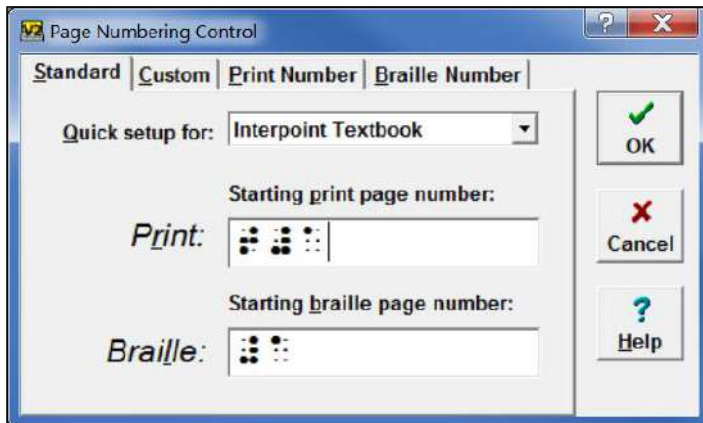 V2 Page Numbering Control
Standard Custom Print Number Braille Number
Quick setup for: Interpoint Textbook
OK
Starting print page number:
Print: ⠼⠁
Cancel
Starting braille page number:
Braille: ⠼⠁
Help